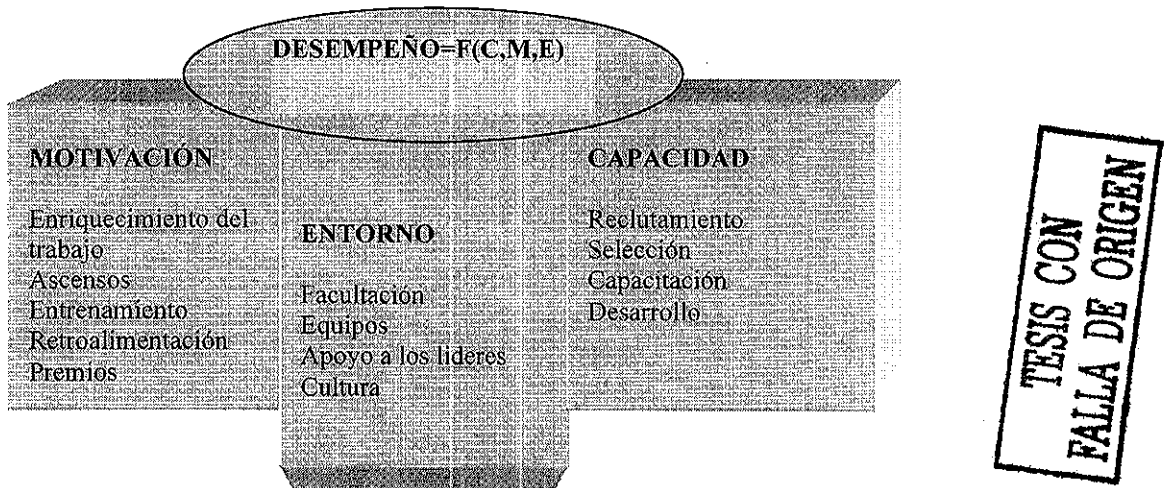 DESEMPEÑO=F(C,M,E)
MOTIVACIÓN
Enriquecimiento del
trabajo
Ascensos
Entrenamiento
Retroalimentación
Premios
ENTORNO
Facultación
Equipos
Apoyo a los lideres
Cultura
CAPACIDAD
Reclutamiento
Selección
Capacitación
Desarrollo
TESIS CON
FALLA DE ORIGEN